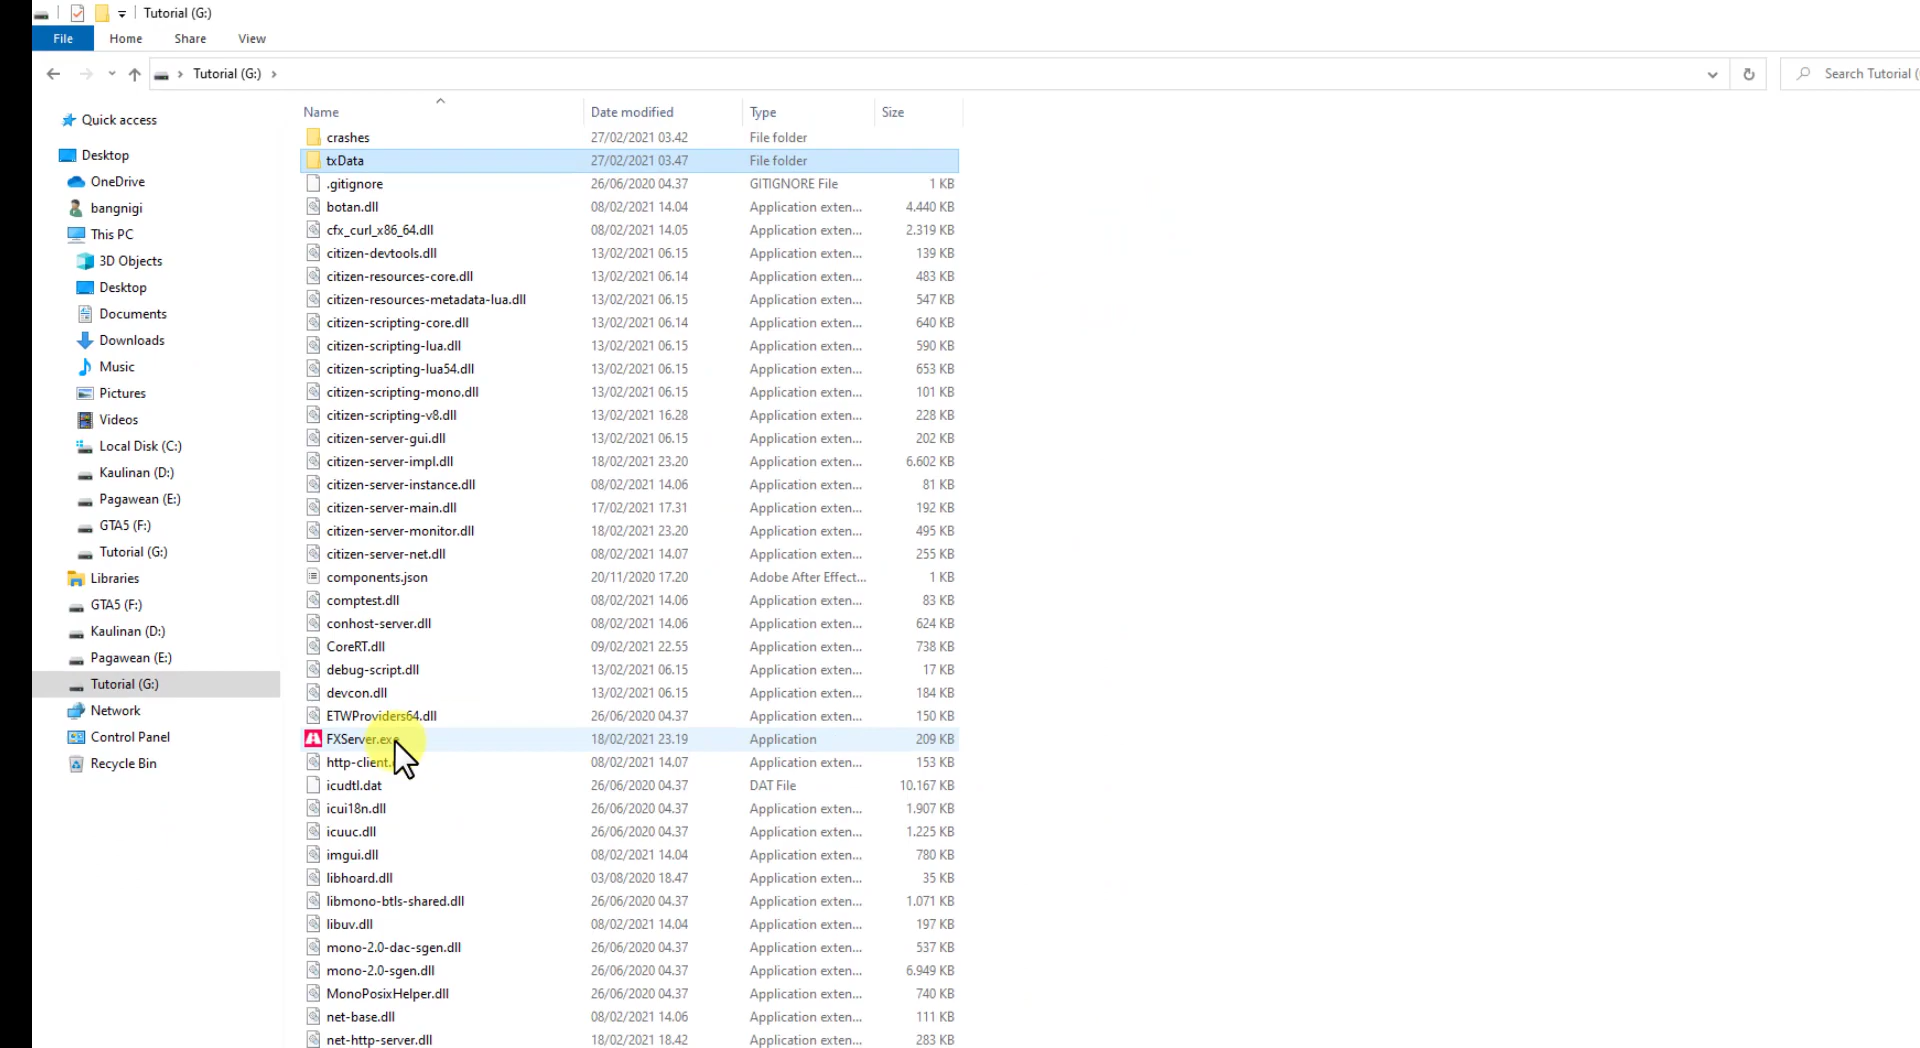 Tutorial (G:)
File Home Share View
Tutorial (G:) Search Tutorial (
Name Date modified Type Size
Quick access
Desktop
OneDrive
bangnigi
This PC
3D Objects
Desktop
Documents
Downloads
Music
Pictures
Videos
Local Disk (C:)
Kaulinan (D:)
Pagawean (E:)
GTA5 (F:)
Tutorial (G:)
Libraries
GTA5 (F:)
Kaulinan (D:)
Pagawean (E:)
Tutorial (G:)
Network
Control Panel
Recycle Bin
crashes 27/02/2021 03.42 File folder
txData 27/02/2021 03.47 File folder
.gitignore 26/06/2020 04.37 GITIGNORE File 1 KB
botan.dll 08/02/2021 14.04 Application exten... 4.440 KB
cfx_curl_x86_64.dll 08/02/2021 14.05 Application exten... 2.319 KB
citizen-devtools.dll 13/02/2021 06.15 Application exten... 139 KB
citizen-resources-core.dll 13/02/2021 06.14 Application exten... 483 KB
citizen-resources-metadata-lua.dll 13/02/2021 06.15 Application exten... 547 KB
citizen-scripting-core.dll 13/02/2021 06.14 Application exten... 640 KB
citizen-scripting-lua.dll 13/02/2021 06.15 Application exten... 590 KB
citizen-scripting-lua54.dll 13/02/2021 06.15 Application exten... 653 KB
citizen-scripting-mono.dll 13/02/2021 06.15 Application exten... 101 KB
citizen-scripting-v8.dll 13/02/2021 16.28 Application exten... 228 KB
citizen-server-gui.dll 13/02/2021 06.15 Application exten... 202 KB
citizen-server-impl.dll 18/02/2021 23.20 Application exten... 6.602 KB
citizen-server-instance.dll 08/02/2021 14.06 Application exten... 81 KB
citizen-server-main.dll 17/02/2021 17.31 Application exten... 192 KB
citizen-server-monitor.dll 18/02/2021 23.20 Application exten... 495 KB
citizen-server-net.dll 08/02/2021 14.07 Application exten... 255 KB
components.json 20/11/2020 17.20 Adobe After Effect... 1 KB
comptest.dll 08/02/2021 14.06 Application exten... 83 KB
conhost-server.dll 08/02/2021 14.06 Application exten... 624 KB
CoreRT.dll 09/02/2021 22.55 Application exten... 738 KB
debug-script.dll 13/02/2021 06.15 Application exten... 17 KB
devcon.dll 13/02/2021 06.15 Application exten... 184 KB
ETWProviders64.dll 26/06/2020 04.37 Application exten... 150 KB
FXServer.exe 18/02/2021 23.19 Application 209 KB
http-client. 08/02/2021 14.07 Application exten... 153 KB
icudtl.dat 26/06/2020 04.37 DAT File 10.167 KB
icui18n.dll 26/06/2020 04.37 Application exten... 1.907 KB
icuuc.dll 26/06/2020 04.37 Application exten... 1.225 KB
imgui.dll 08/02/2021 14.04 Application exten... 780 KB
libhoard.dll 03/08/2020 18.47 Application exten... 35 KB
libmono-btls-shared.dll 26/06/2020 04.37 Application exten... 1.071 KB
libuv.dll 08/02/2021 14.04 Application exten... 197 KB
mono-2.0-dac-sgen.dll 26/06/2020 04.37 Application exten... 537 KB
mono-2.0-sgen.dll 26/06/2020 04.37 Application exten... 6.949 KB
MonoPosixHelper.dll 26/06/2020 04.37 Application exten... 740 KB
net-base.dll 08/02/2021 14.06 Application exten... 111 KB
net-http-server.dll 18/02/2021 18.42 Application exten... 283 KB